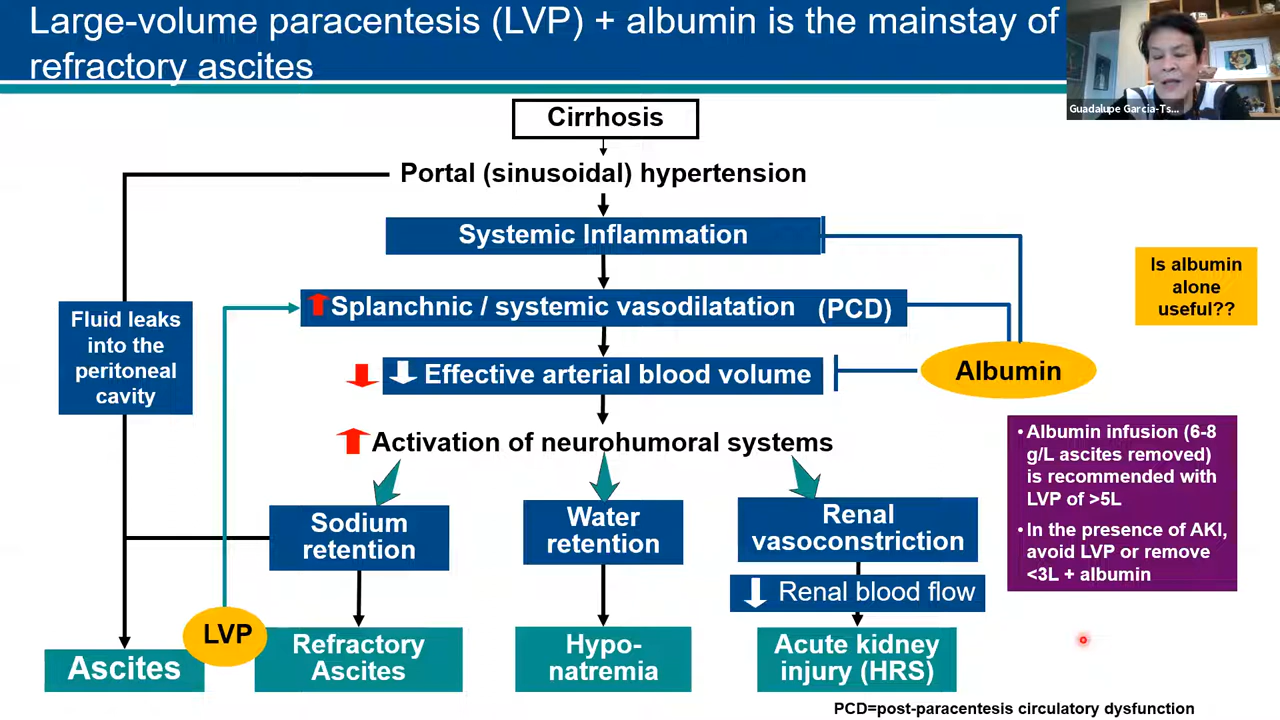 Large-volume paracentesis (LVP) + albumin is the mainstay of
refractory ascites
Guadalupe Garcia-Ts...
Cirrhosis
Portal (sinusoidal) hypertension
Systemic Inflammation
Splanchnic / systemic vasodilatation (PCD)
Effective arterial blood volume
Activation of neurohumoral systems
Fluid leaks
into the
peritoneal
cavity
Is albumin
alone
useful??
Albumin
• Albumin infusion (6-8
g/L ascites removed)
is recommended with
LVP of >5L
• In the presence of AKI,
avoid LVP or remove
<3L + albumin
Sodium
retention
Water
retention
Renal
vasoconstriction
Renal blood flow
LVP
Ascites
Refractory
Ascites
Hypo-
natremia
Acute kidney
injury (HRS)
PCD=post-paracentesis circulatory dysfunction